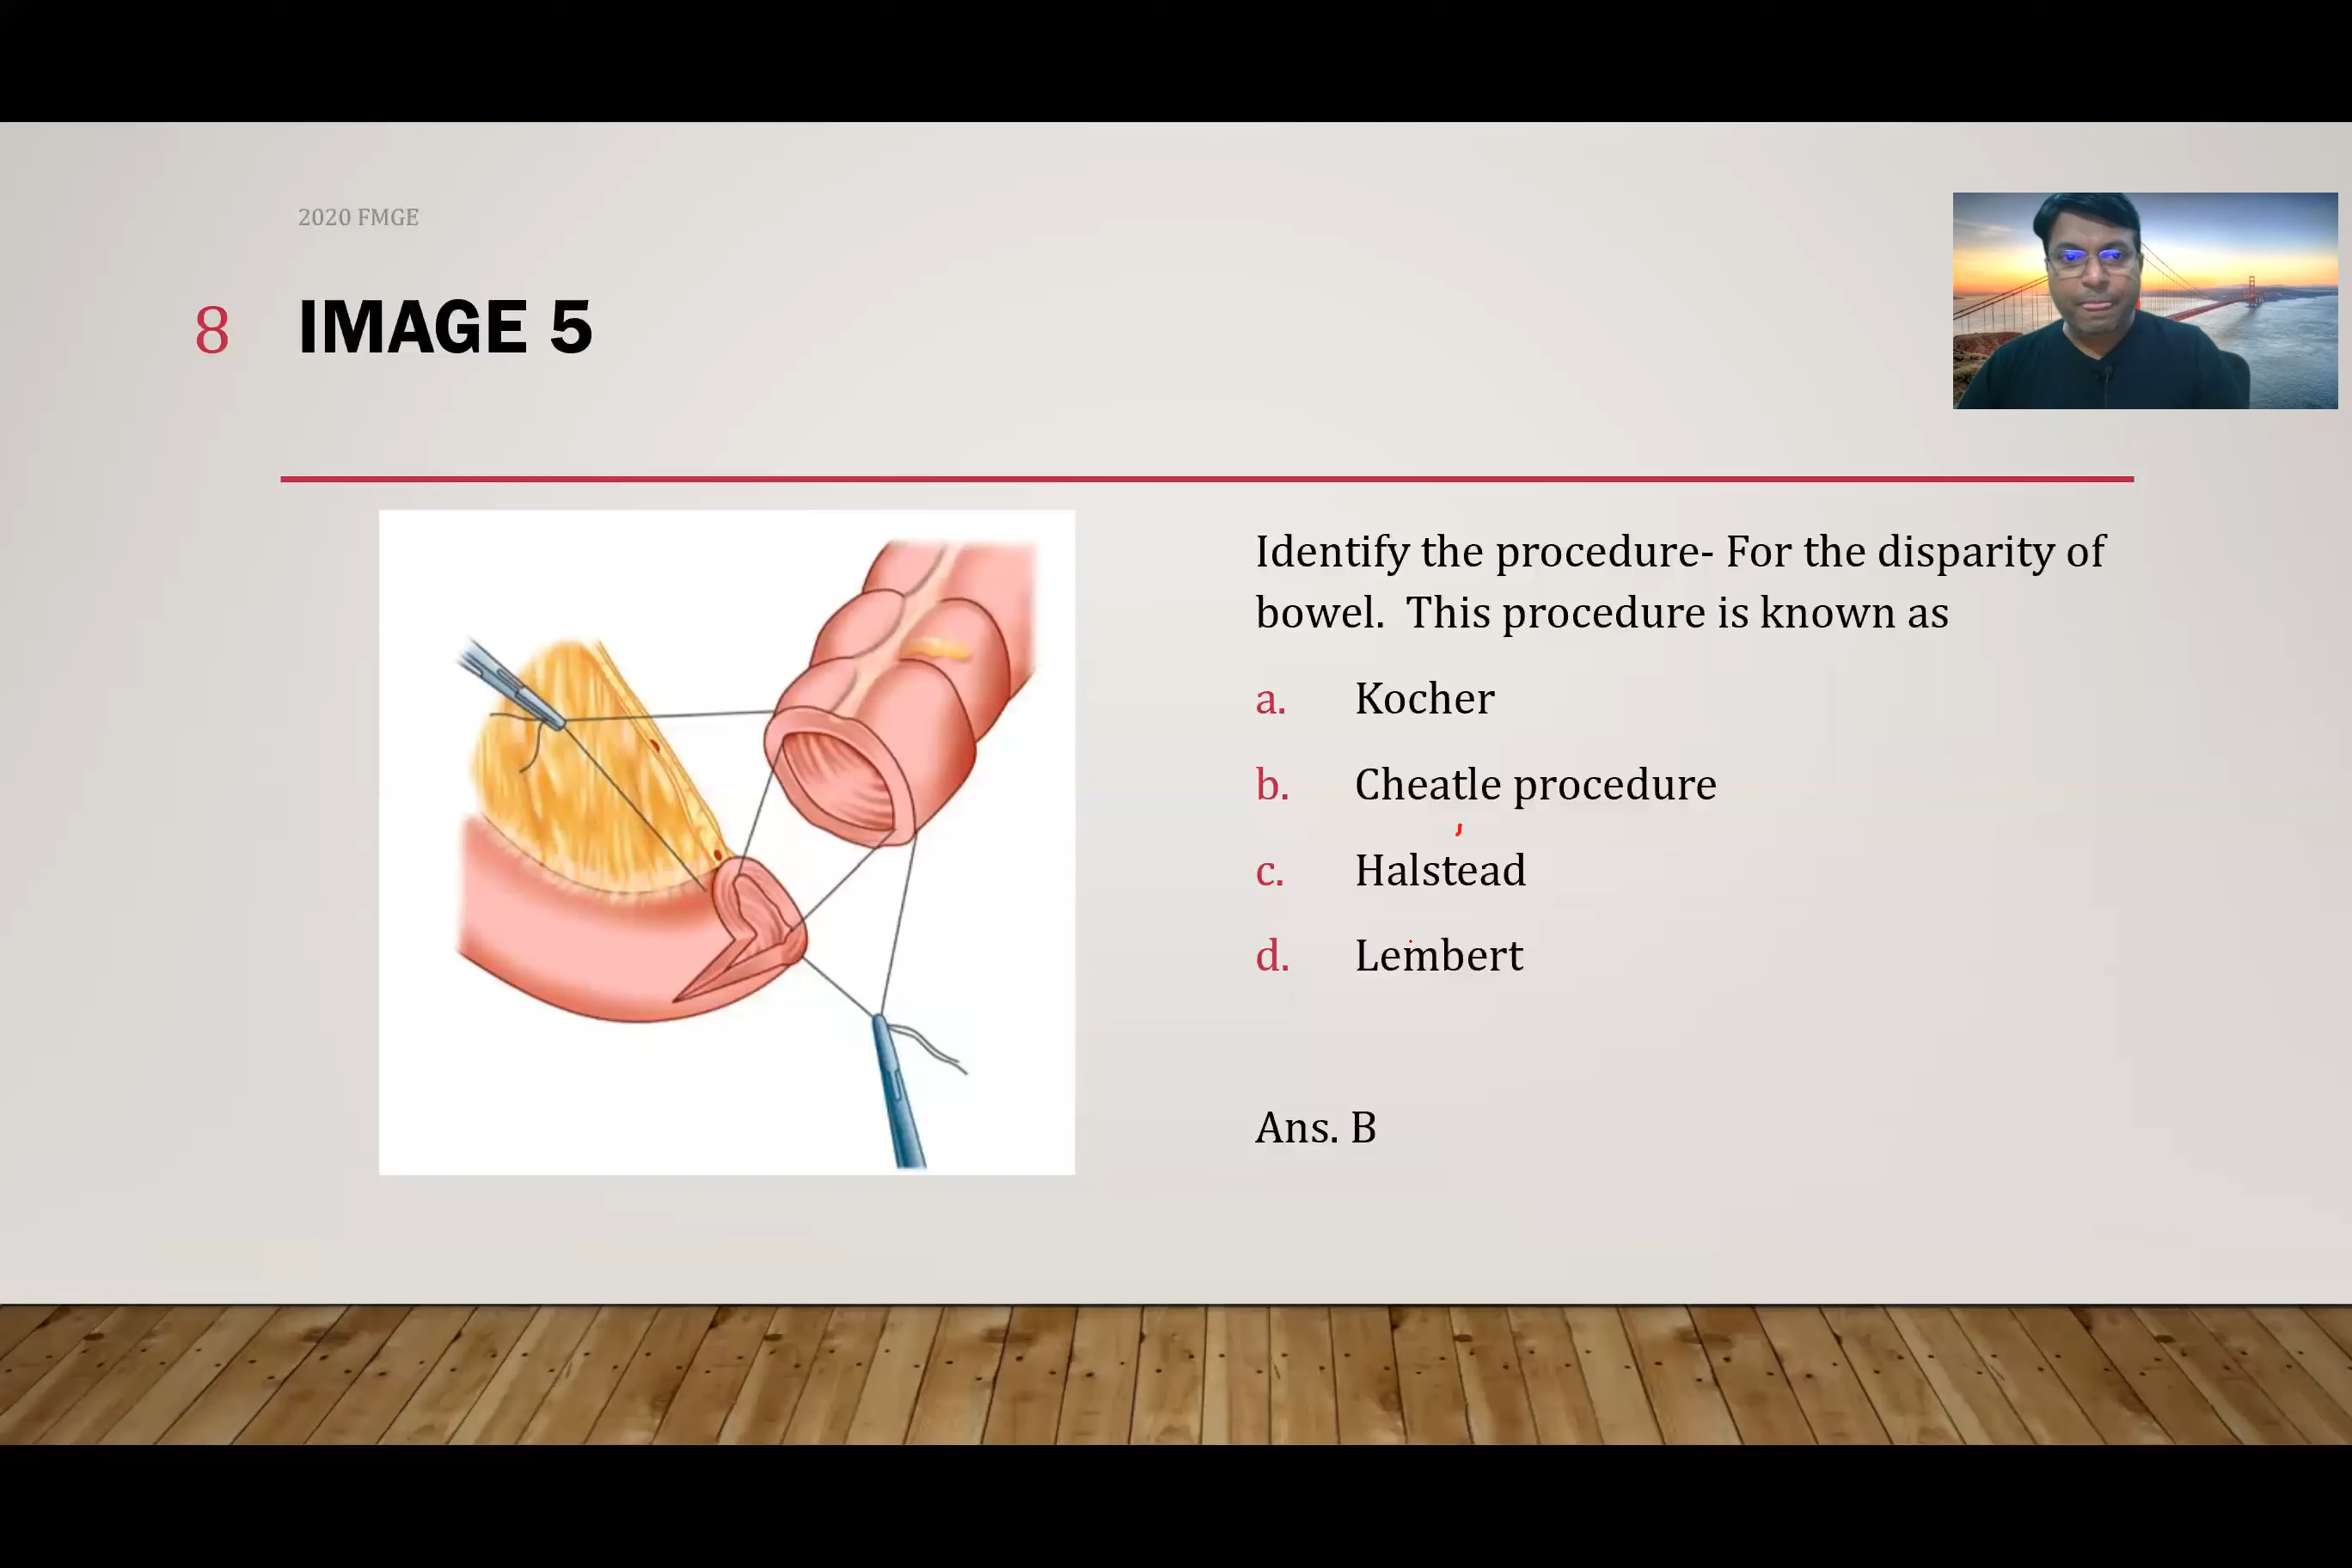 2020 FMGE
8 IMAGE 5
Identify the procedure- For the disparity of
bowel. This procedure is known as
a. Kocher
b. Cheatle procedure
c. Halstead
d. Lembert
Ans. B